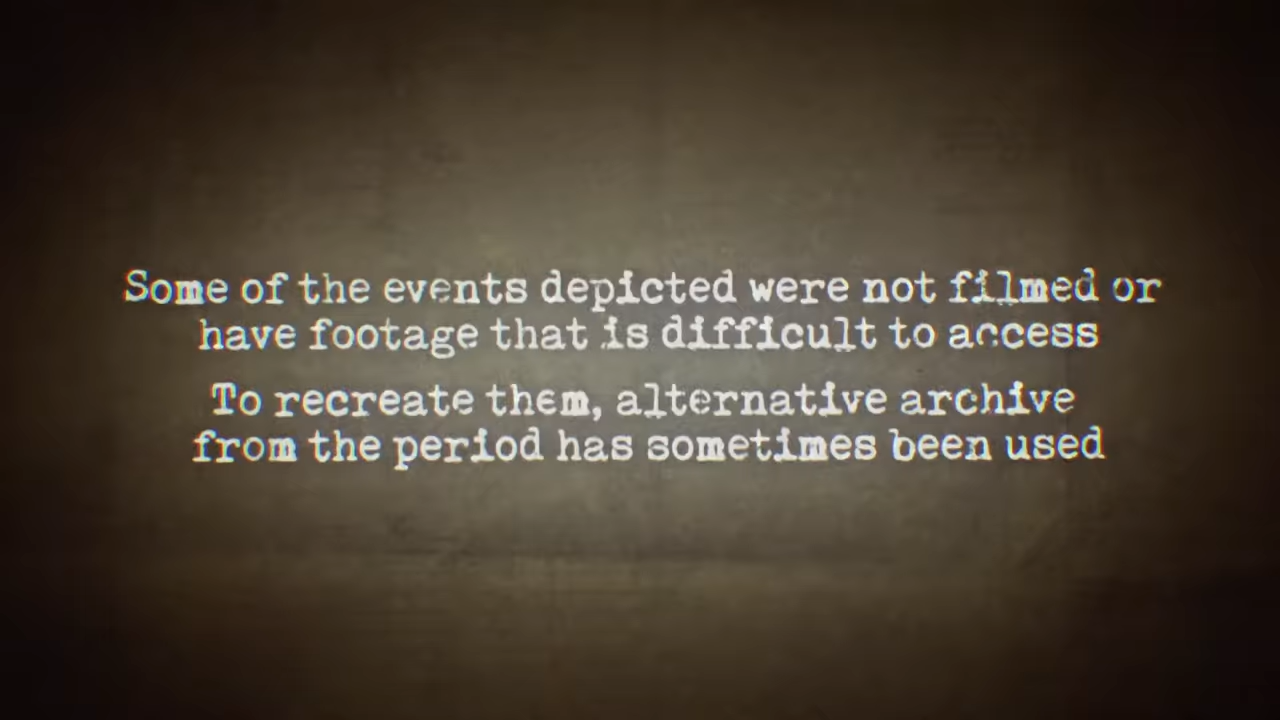 Some of the events depicted were not filmed or
have footage that is difficult to access
To recreate them, alternative archive
from the period has sometimes been used